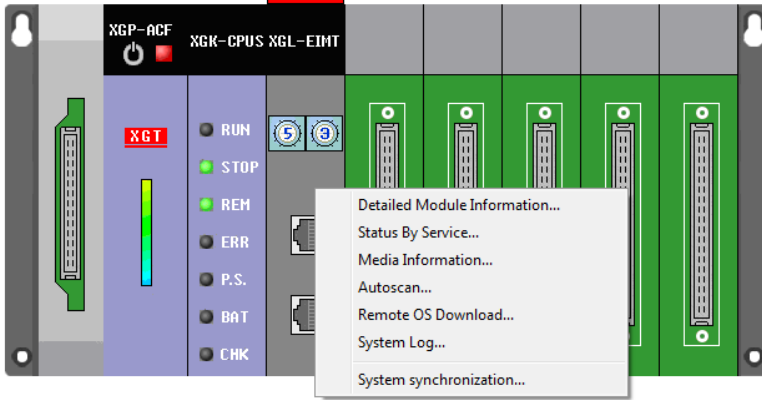 XGP-ACF
XGK-CPUS
XGL-EIMT
XGT
RUN
STOP
REM
ERR
P.S.
BAT
CHK
5
3
Detailed Module Information...
Status By Service...
Media Information...
Autoscan...
Remote OS Download...
System Log...
System synchronization...